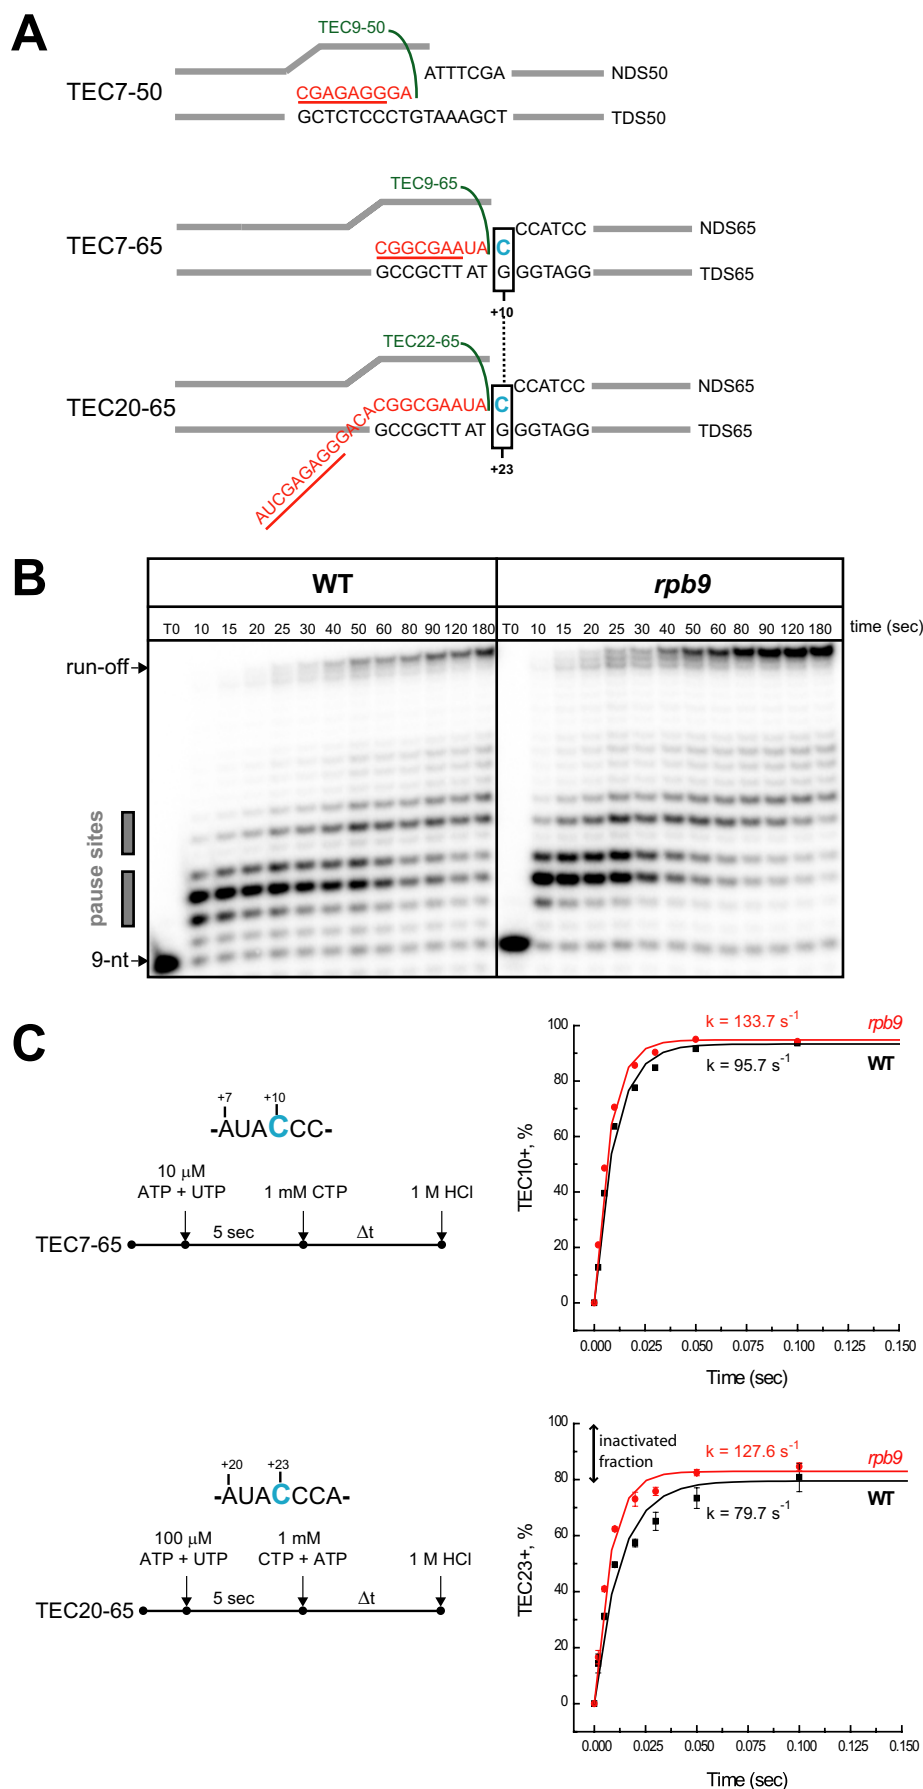 A
TEC9-50
ATTTCGA
NDS50
TEC7-50
CGAGAGGGA
GCTCTCCCTGTAAAGCT
TDS50
TEC9-65
CCATCC
NDS65
TEC7-65
CGGCGAAUA C
GCCGCTT AT G GGTAGG
TDS65
+10
TEC22-65
CCATCC
NDS65
TEC20-65
AUCGAGAGGGACACGGCGAAUA C
GCCGCTT AT G GGTAGG
TDS65
+23
B
WT
rpb9
T0 10 15 20 25 30 40 50 60 80 90 120 180
T0 10 15 20 25 30 40 50 60 80 90 120 180
time (sec)
run-off
pause sites
9-nt
C
+7 +10
-AUACCC-
10 μM
ATP + UTP
1 mM CTP
1 M HCl
5 sec
Δt
TEC7-65
100
80
60
40
20
0
TEC10+, %
k = 133.7 s-1
rpb9
k = 95.7 s-1
WT
0.000 0.025 0.050 0.075 0.100 0.125 0.150
Time (sec)
+20 +23
-AUACCCA-
100 μM
ATP + UTP
1 mM
CTP + ATP
1 M HCl
5 sec
Δt
TEC20-65
100
80
60
40
20
0
TEC23+, %
inactivated
fraction
k = 127.6 s-1
rpb9
k = 79.7 s-1
WT
0.000 0.025 0.050 0.075 0.100 0.125 0.150
Time (sec)